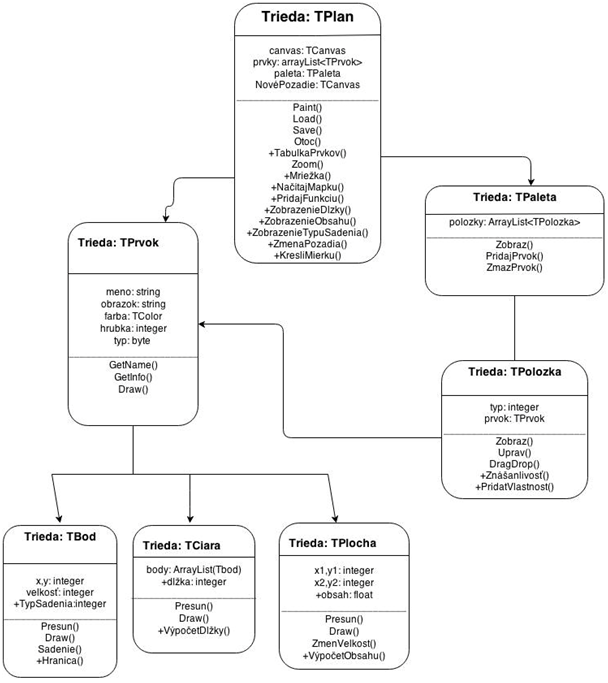 Trieda: TPlan
canvas: TCanvas
prvky: arrayList<TPrvok>
paleta: TPaleta
NovéPozadie: TCanvas
Paint()
Load()
Save()
Otoc()
+TabulkaPrvkov()
Zoom()
+Mriežka()
+NačítajMapku()
+PridajFunkciu()
+ZobrazenieDlzky()
+ZobrazenieObsahu()
+ZobrazenieTypuSadenia()
+ZmenaPozadia()
+KresliMierku()
Trieda: TPaleta
polozky: ArrayList<TPolozka>
Zobraz()
PridajPrvok()
ZmazPrvok()
Trieda: TPrvok
meno: string
obrazok: string
farba: TColor
hrubka: integer
typ: byte
GetName()
GetInfo()
Draw()
Trieda: TPolozka
typ: integer
prvok: TPrvok
Zobraz()
Uprav()
DragDrop()
+Znášanlivosť()
+PridatVlastnost()
Trieda: TBod
x,y: integer
velkosť: integer
+TypSadenia:integer
Presun()
Draw()
Sadenie()
+Hranica()
Trieda: TCiara
body: ArrayList(Tbod)
+dlžka: integer
Presun()
Draw()
+VýpočetDlžky()
Trieda: TPlocha
x1,y1: integer
x2,y2: integer
+obsah: float
Presun()
Draw()
ZmenVelkost()
+VýpočetObsahu()